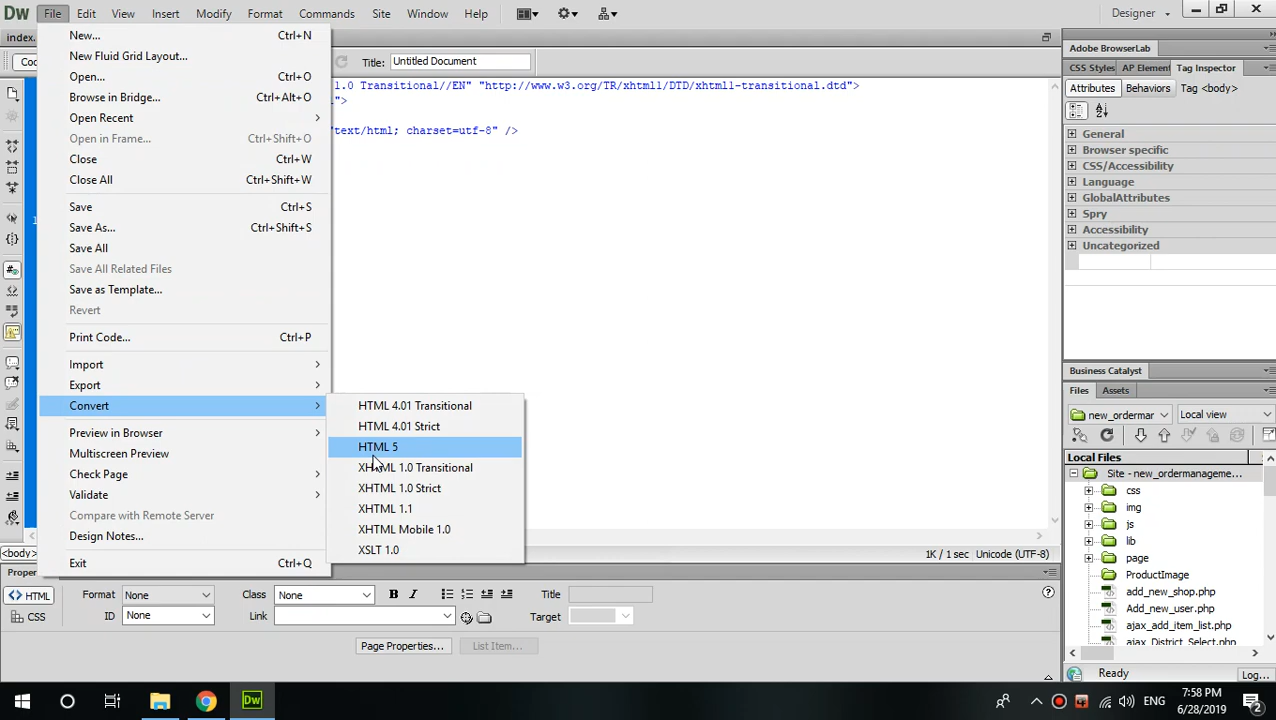 Dw File Edit View Insert Modify Format Commands Site Window Help Designer
New... Ctrl+N
New Fluid Grid Layout...
Open... Ctrl+O
Browse in Bridge... Ctrl+Alt+O
Open Recent
Open in Frame... Ctrl+Shift+O
Close Ctrl+W
Close All Ctrl+Shift+W
Save Ctrl+S
Save As... Ctrl+Shift+S
Save All
Save All Related Files
Save as Template...
Revert
Print Code... Ctrl+P
Import
Export
Convert
Preview in Browser
Multiscreen Preview
Check Page
Validate
Compare with Remote Server
Design Notes...
Exit Ctrl+Q
HTML 4.01 Transitional
HTML 4.01 Strict
HTML 5
XHTML 1.0 Transitional
XHTML 1.0 Strict
XHTML 1.1
XHTML Mobile 1.0
XSLT 1.0
index.
Title: Untitled Document
1.0 Transitional//EN" "http://www.w3.org/TR/xhtml1/DTD/xhtml1-transitional.dtd">
">
"text/html; charset=utf-8" />
<body>
1K / 1 sec Unicode (UTF-8)
HTML Format None Class None B I Title
CSS ID None Link Target
Page Properties... List Item...
Adobe BrowserLab
CSS Styles AP Element Tag Inspector
Attributes Behaviors Tag <body>
General
Browser specific
CSS/Accessibility
Language
GlobalAttributes
Spry
Accessibility
Uncategorized
Business Catalyst
Files Assets
new_ordermar Local view
Local Files
Site - new_ordermanageme...
css
img
js
page
ProductImage
add_new_shop.php
Add_new_user.php
ajax_add_item_list.php
ajax_District_Select.php
Ready Log...
Dw ENG 7:58 PM
6/28/2019 2